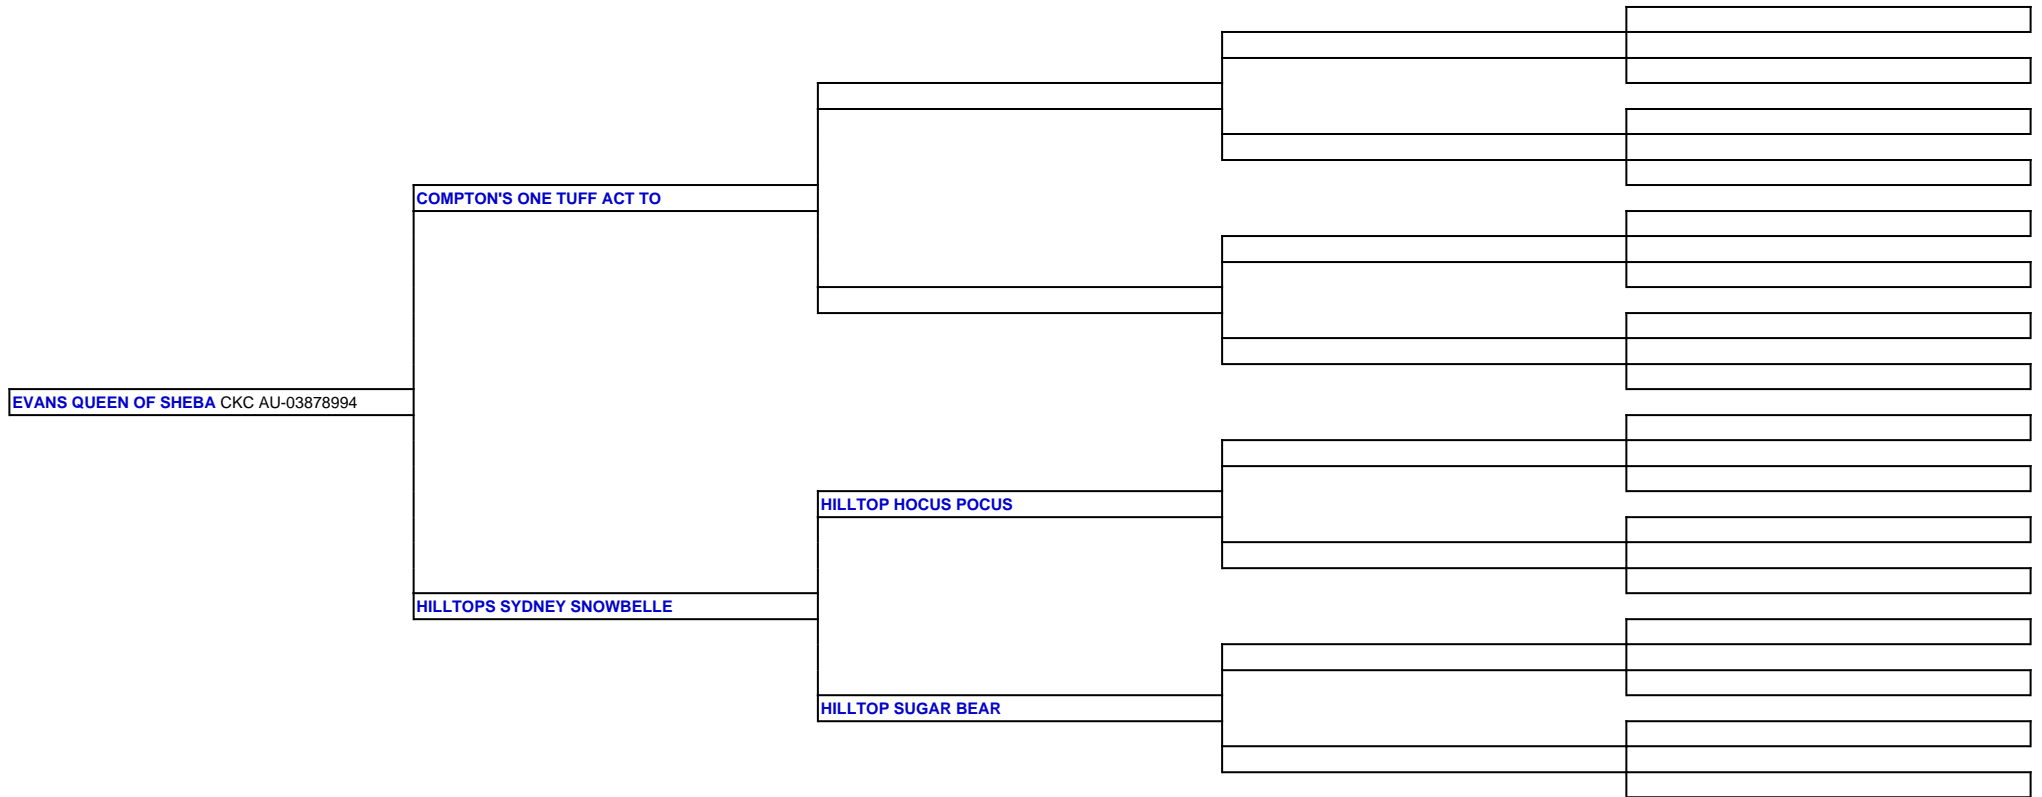 COMPTON'S ONE TUFF ACT TO
EVANS QUEEN OF SHEBA CKC AU-03878994
HILLTOP HOCUS POCUS
HILLTOPS SYDNEY SNOWBELLE
HILLTOP SUGAR BEAR